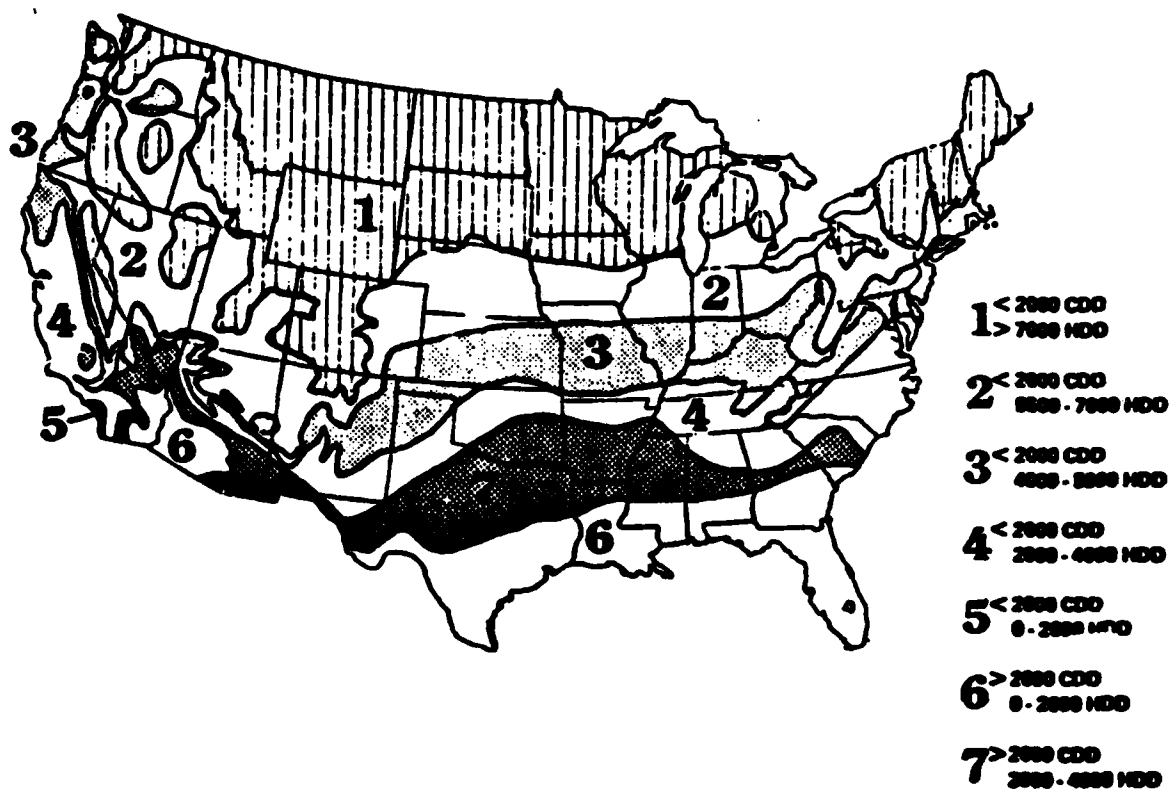 3
1
2
2
4
3
5
4
6
6
1 < 2000 CDD
> 7000 HDD
2 < 2000 CDD
5500 - 7000 HDD
3 < 2000 CDD
4000 - HDD
4 < 2000 CDD
2000 - 4000 HDD
5 < 2000 CDD
0 - 2000 HDD
6 > 2000 CDD
0 - 2000 HDD
7 > 2000 CDD
2000 - 4000 HDD